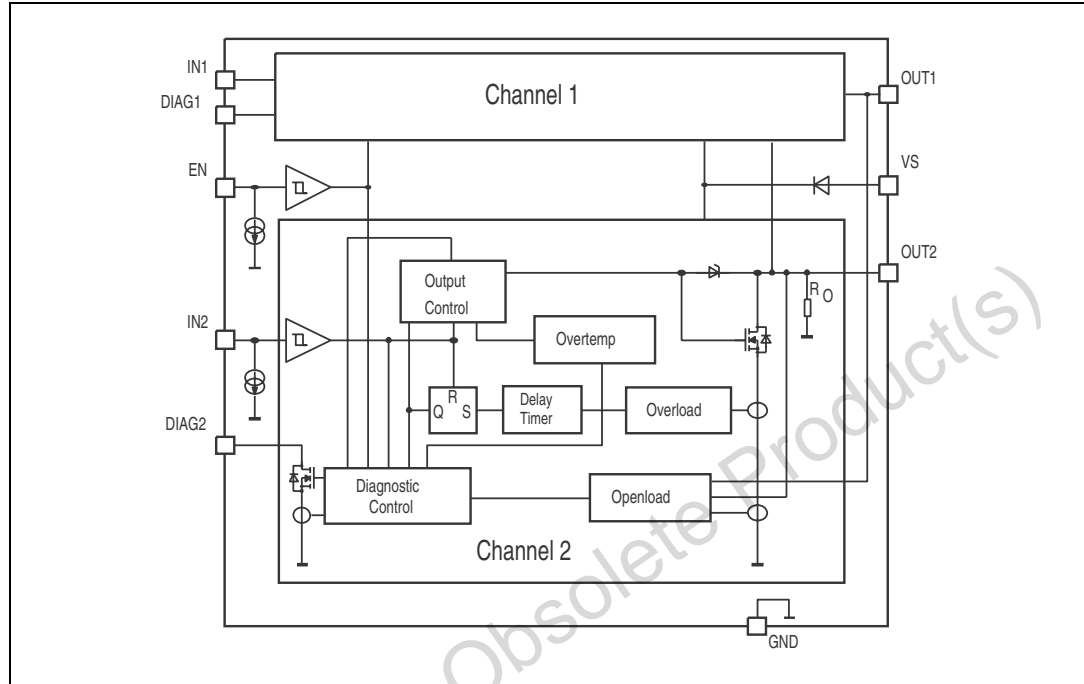 IN1
DIAG1
EN
IN2
DIAG2
Channel 1
OUT1
VS
OUT2
Output
Control
Overtemp
R O
R
Q S
Delay
Timer
Overload
Diagnostic
Control
Openload
Channel 2
GND
Obsolete Product(s)